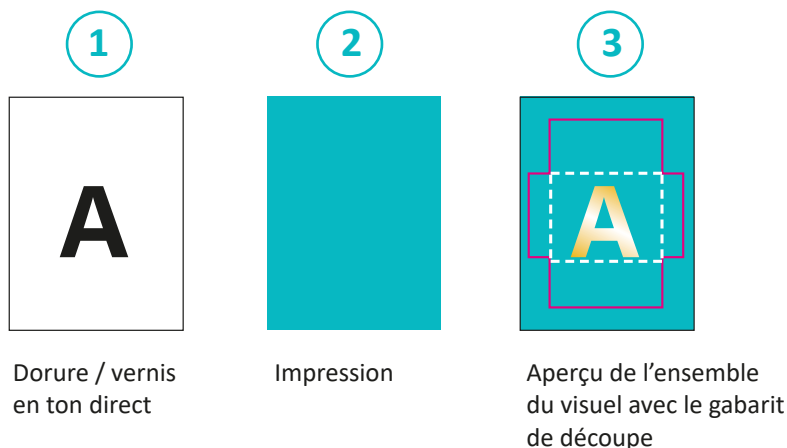 1
2
3
A
A
Dorure / vernis
en ton direct
Impression
Aperçu de l’ensemble
du visuel avec le gabarit
de découpe